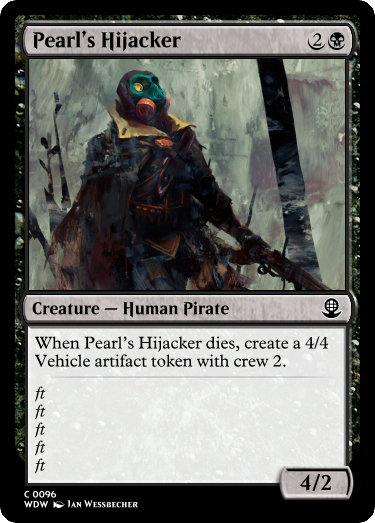 Pearl's Hijacker 2
Creature — Human Pirate
When Pearl's Hijacker dies, create a 4/4
Vehicle artifact token with crew 2.
ft
ft
ft
ft
ft
4/2
C 0096
WDW Jan Wessbecher